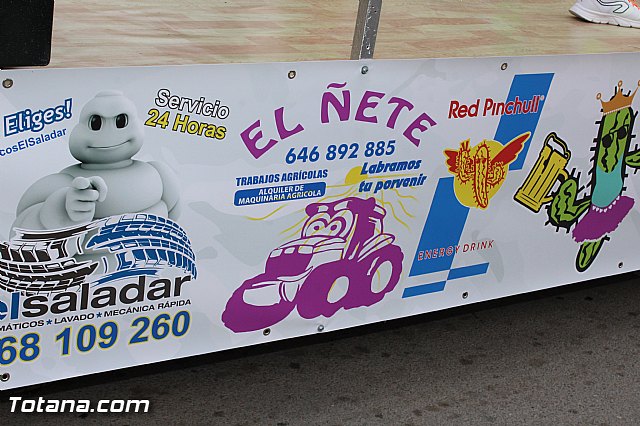 Eliges!
cosElSaladar
Servicio
24 Horas
elsaladar
MÁTICOS * LAVADO * MECÁNICA RÁPIDA
68 109 260
EL ÑETE
646 892 885
TRABAJOS AGRÍCOLAS
ALQUILER DE
MAQUINARIA AGRÍCOLA
Labramos
tu porvenir
Red Pinchull
ENERGY DRINK
Totana.com